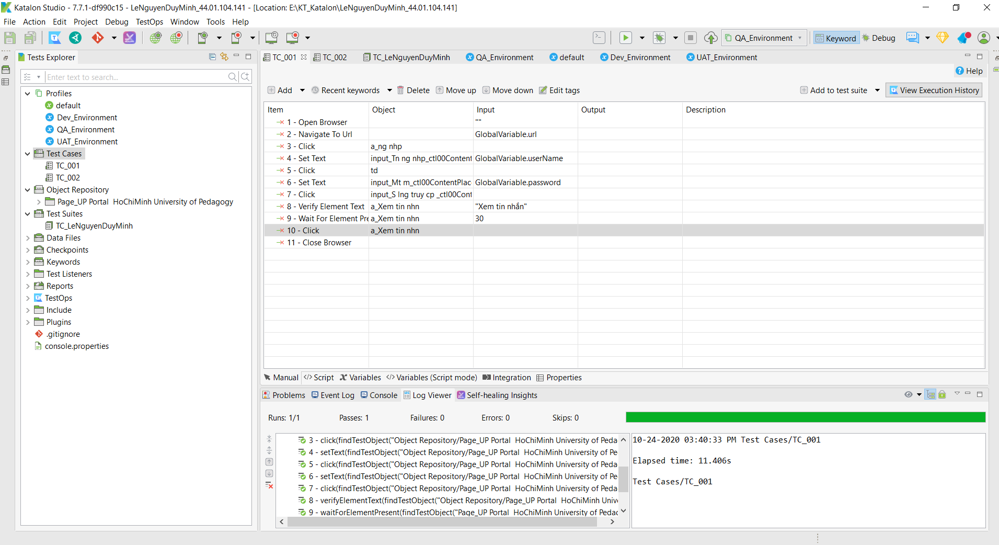 Katalon Studio - 7.7.1-df990c15 - LeNguyenDuyMinh_44.01.104.141 - [Location: E:\KT_Katalon\LeNguyenDuyMinh_44.01.104.141]
File Action Edit Project Debug TestOps Window Tools Help
QA_Environment Keyword Debug
Tests Explorer
Enter text to search...
Profiles
default
Dev_Environment
QA_Environment
UAT_Environment
Test Cases
TC_001
TC_002
Object Repository
Page_UP Portal HoChiMinh University of Pedagogy
Test Suites
TC_LeNguyenDuyMinh
Data Files
Checkpoints
Keywords
Test Listeners
Reports
TestOps
Include
Plugins
.gitignore
console.properties
TC_001 TC_002 TC_LeNguyenDuyMinh QA_Environment default Dev_Environment UAT_Environment
Help
Add Recent keywords Delete Move up Move down Edit tags Add to test suite View Execution History
Item Object Input Output Description
1 - Open Browser ""
2 - Navigate To Url GlobalVariable.url
3 - Click a_ng nhp
4 - Set Text input_Tn ng nhp_ctl00Content GlobalVariable.userName
5 - Click td
6 - Set Text input_Mt m_ctl00ContentPlac GlobalVariable.password
7 - Click input_S lng truy cp _ctl00Cont
8 - Verify Element Text a_Xem tin nhn "Xem tin nhắn"
9 - Wait For Element Pre a_Xem tin nhn 30
10 - Click a_Xem tin nhn
11 - Close Browser
Manual Script Variables Variables (Script mode) Integration Properties
Problems Event Log Console Log Viewer Self-healing Insights
Runs: 1/1 Passes: 1 Failures: 0 Errors: 0 Skips: 0
3 - click(findTestObject("Object Repository/Page_UP Portal HoChiMinh University of Peda
4 - setText(findTestObject("Object Repository/Page_UP Portal HoChiMinh University of Pe
5 - click(findTestObject("Object Repository/Page_UP Portal HoChiMinh University of Peda
6 - setText(findTestObject("Object Repository/Page_UP Portal HoChiMinh University of Pe
7 - click(findTestObject("Object Repository/Page_UP Portal HoChiMinh University of Peda
8 - verifyElementText(findTestObject("Object Repository/Page_UP Portal HoChiMinh Univ
9 - waitForElementPresent(findTestObject("Page_UP Portal HoChiMinh University of Pedac
10-24-2020 03:40:33 PM Test Cases/TC_001
Elapsed time: 11.406s
Test Cases/TC_001